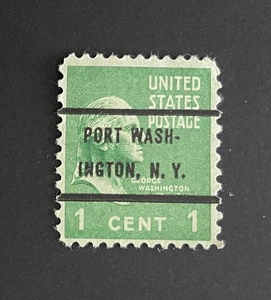 UNITED
STATES
POSTAGE
PORT WASH-
INGTON, N. Y.
GEORGE
WASHINGTON
1 CENT 1